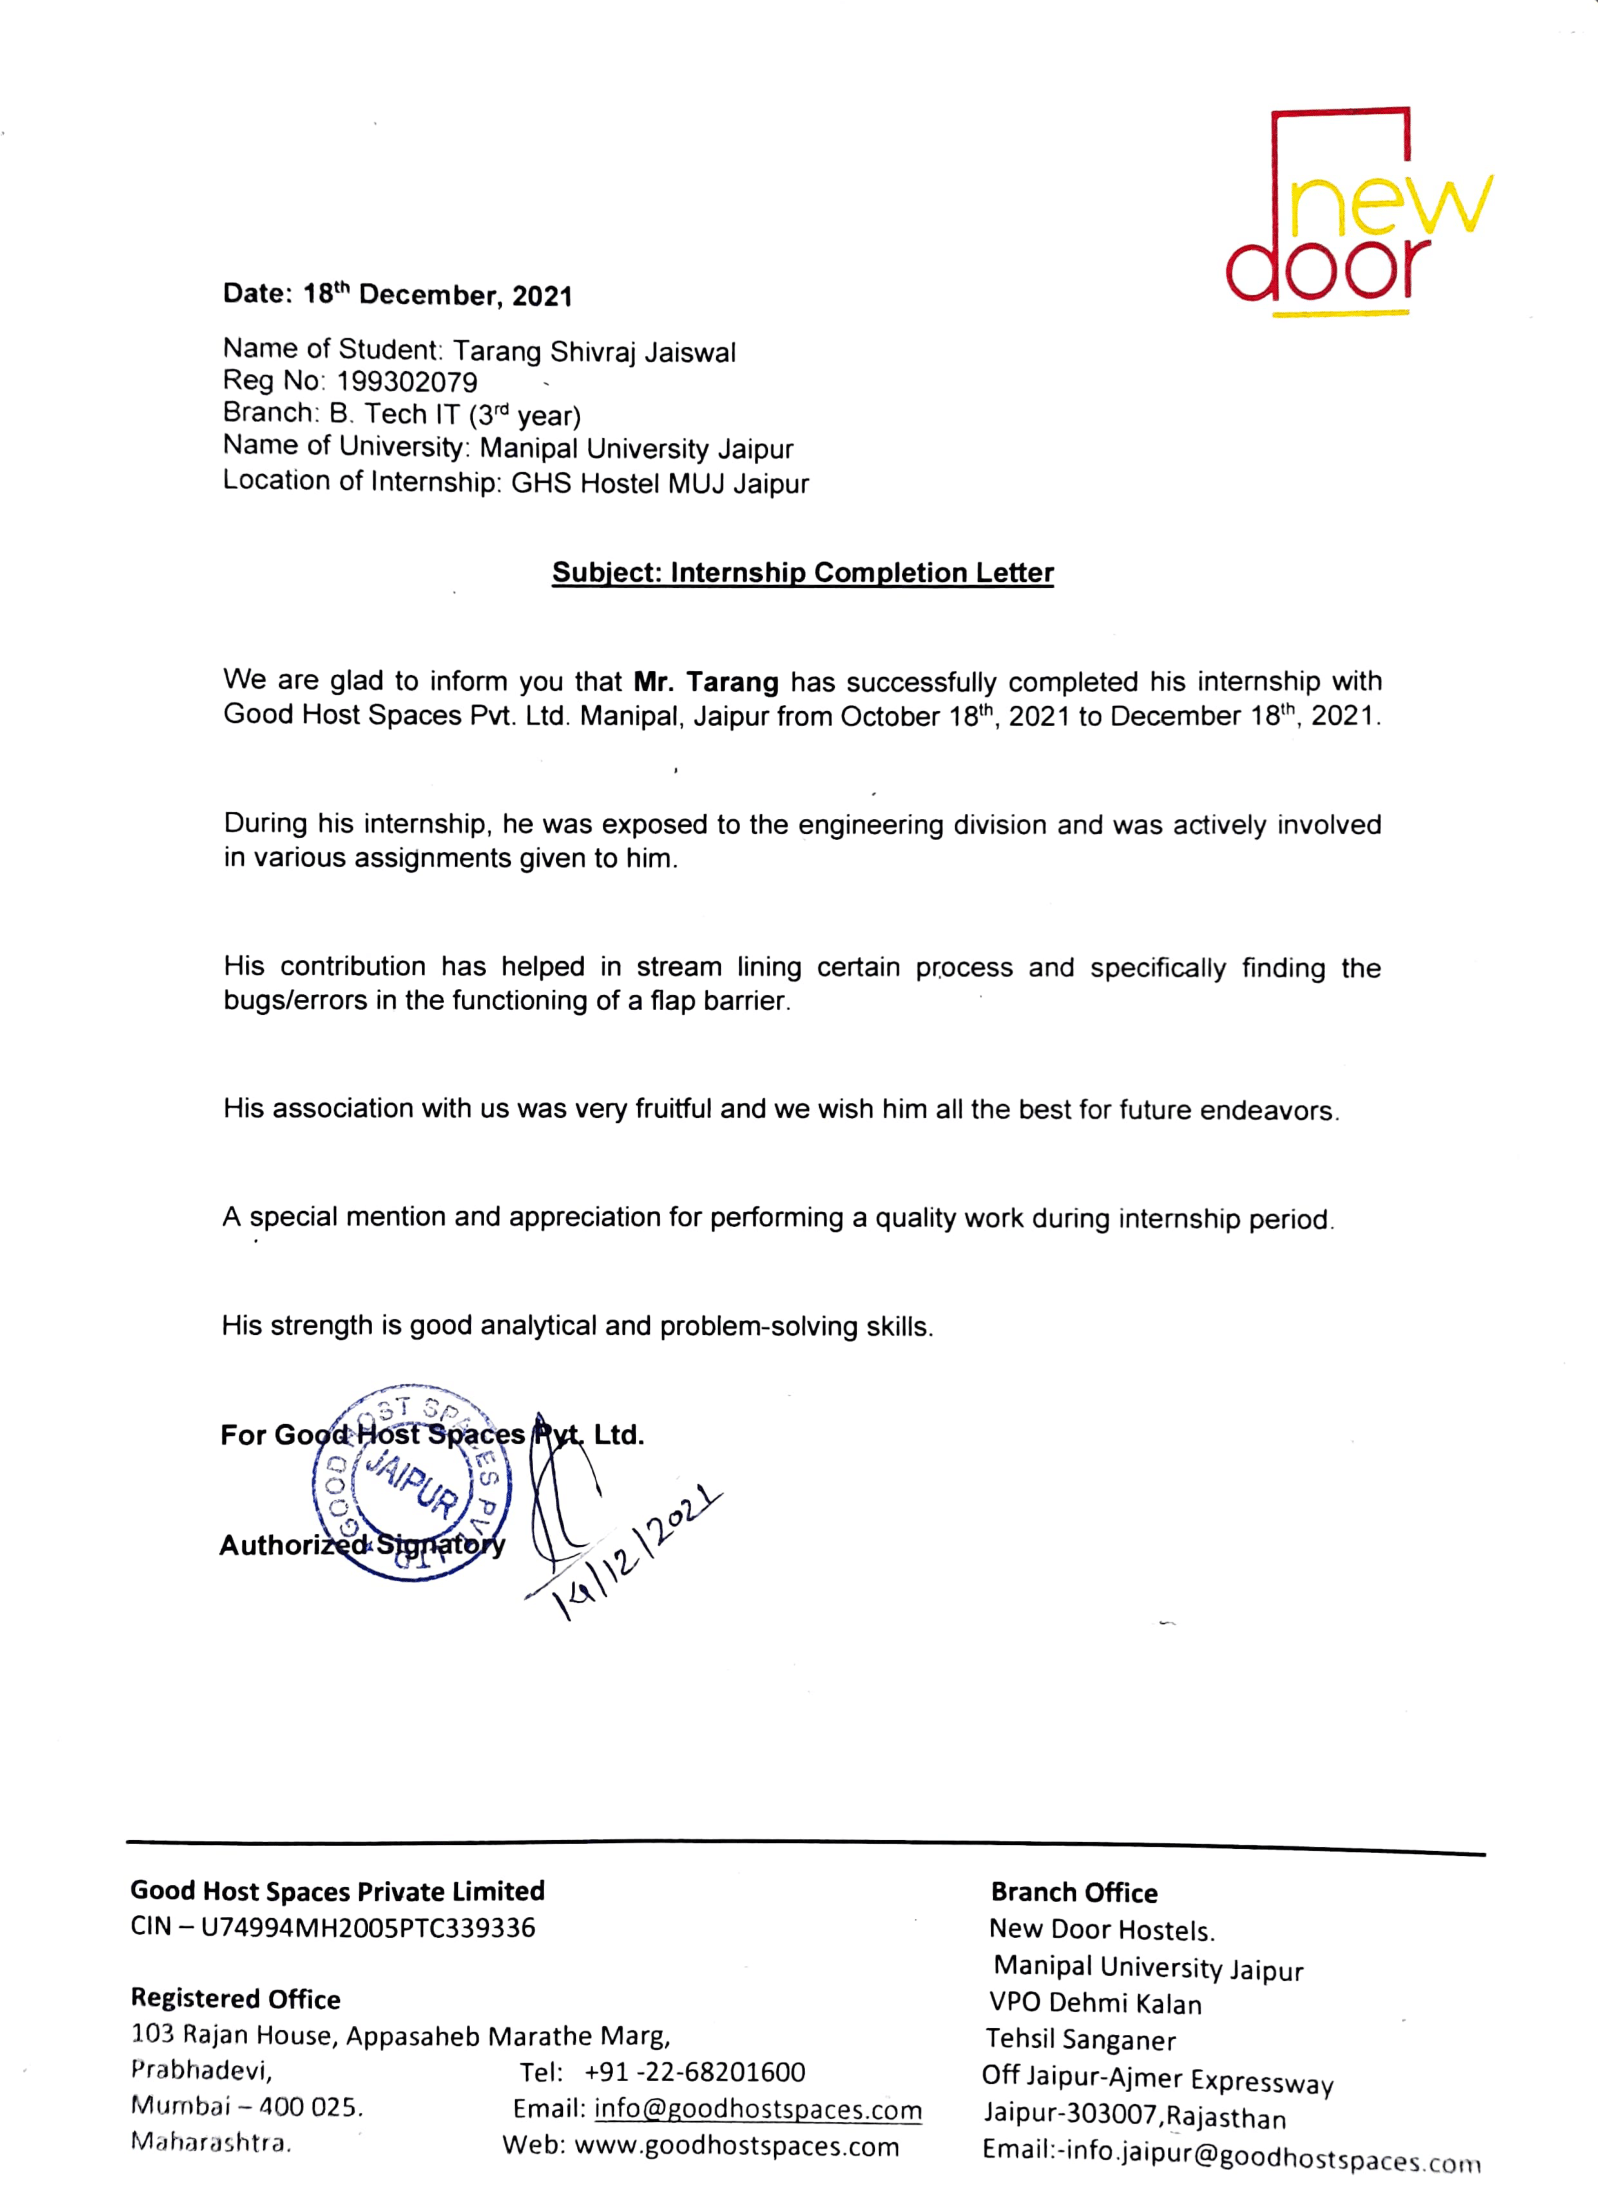 new
door
Date: 18th December, 2021
Name of Student: Tarang Shivraj Jaiswal
Reg No: 199302079
Branch: B. Tech IT (3rd year)
Name of University: Manipal University Jaipur
Location of Internship: GHS Hostel MUJ Jaipur
Subject: Internship Completion Letter
We are glad to inform you that Mr. Tarang has successfully completed his internship with
Good Host Spaces Pvt. Ltd. Manipal, Jaipur from October 18th, 2021 to December 18th, 2021.
During his internship, he was exposed to the engineering division and was actively involved
in various assignments given to him.
His contribution has helped in stream lining certain process and specifically finding the
bugs/errors in the functioning of a flap barrier.
His association with us was very fruitful and we wish him all the best for future endeavors.
A special mention and appreciation for performing a quality work during internship period.
His strength is good analytical and problem-solving skills.
For Good Host Spaces Pvt. Ltd.
GOOD HOST SPACES PVT. LTD.
JAIPUR
Authorized Signatory
14/12/2021
Good Host Spaces Private Limited
CIN – U74994MH2005PTC339336
Registered Office
103 Rajan House, Appasaheb Marathe Marg,
Prabhadevi,
Mumbai – 400 025.
Maharashtra.
Tel: +91 -22-68201600
Email: info@goodhostspaces.com
Web: www.goodhostspaces.com
Branch Office
New Door Hostels.
Manipal University Jaipur
VPO Dehmi Kalan
Tehsil Sanganer
Off Jaipur-Ajmer Expressway
Jaipur-303007,Rajasthan
Email:-info.jaipur@goodhostspaces.com